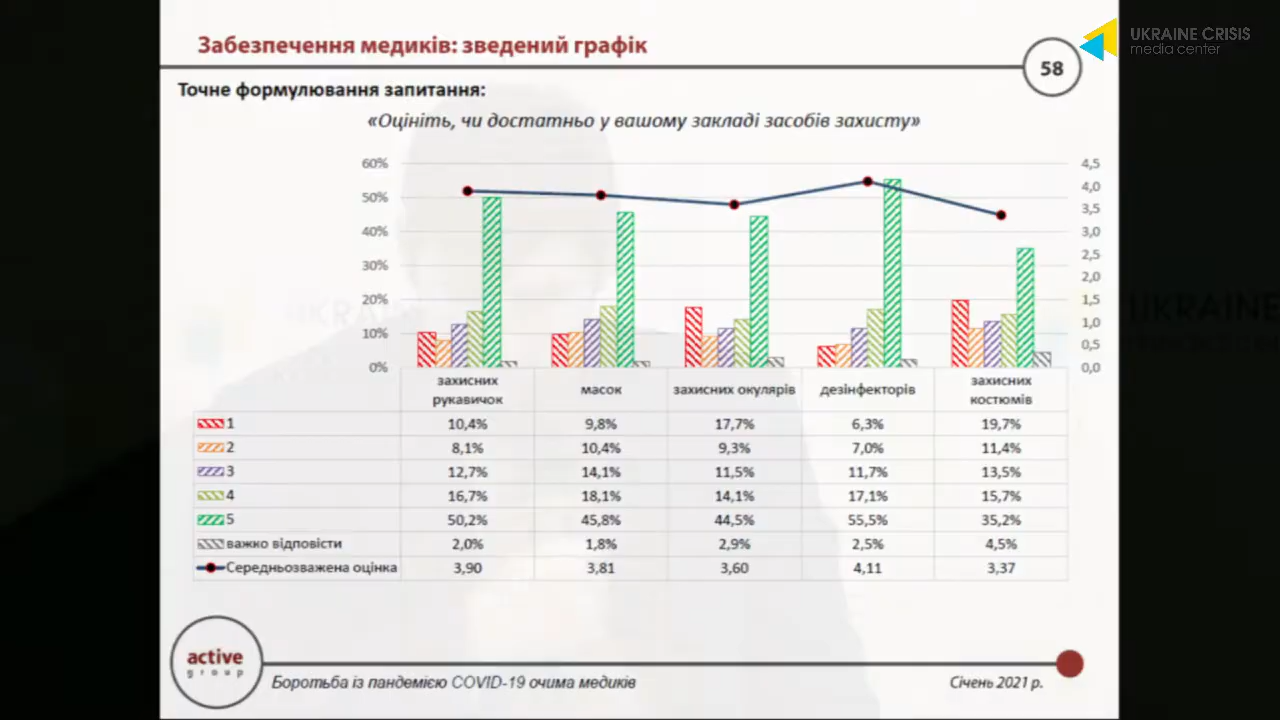 Забезпечення медиків: зведений графік
UKRAINE CRISIS
media center
58
Точне формулювання запитання:
«Оцініть, чи достатньо у вашому закладі засобів захисту»
60%
50%
40%
30%
20%
10%
0%
4,5
4,0
3,5
3,0
2,5
2,0
1,5
1,0
0,5
0,0
захисних рукавичок
масок
захисних окулярів
дезінфекторів
захисних костюмів
1 10,4% 9,8% 17,7% 6,3% 19,7%
2 8,1% 10,4% 9,3% 7,0% 11,4%
3 12,7% 14,1% 11,5% 11,7% 13,5%
4 16,7% 18,1% 14,1% 17,1% 15,7%
5 50,2% 45,8% 44,5% 55,5% 35,2%
важко відповісти 2,0% 1,8% 2,9% 2,5% 4,5%
Середньозважена оцінка 3,90 3,81 3,60 4,11 3,37
active
group
Боротьба із пандемією COVID-19 очима медиків
Січень 2021 р.
UKRAINE